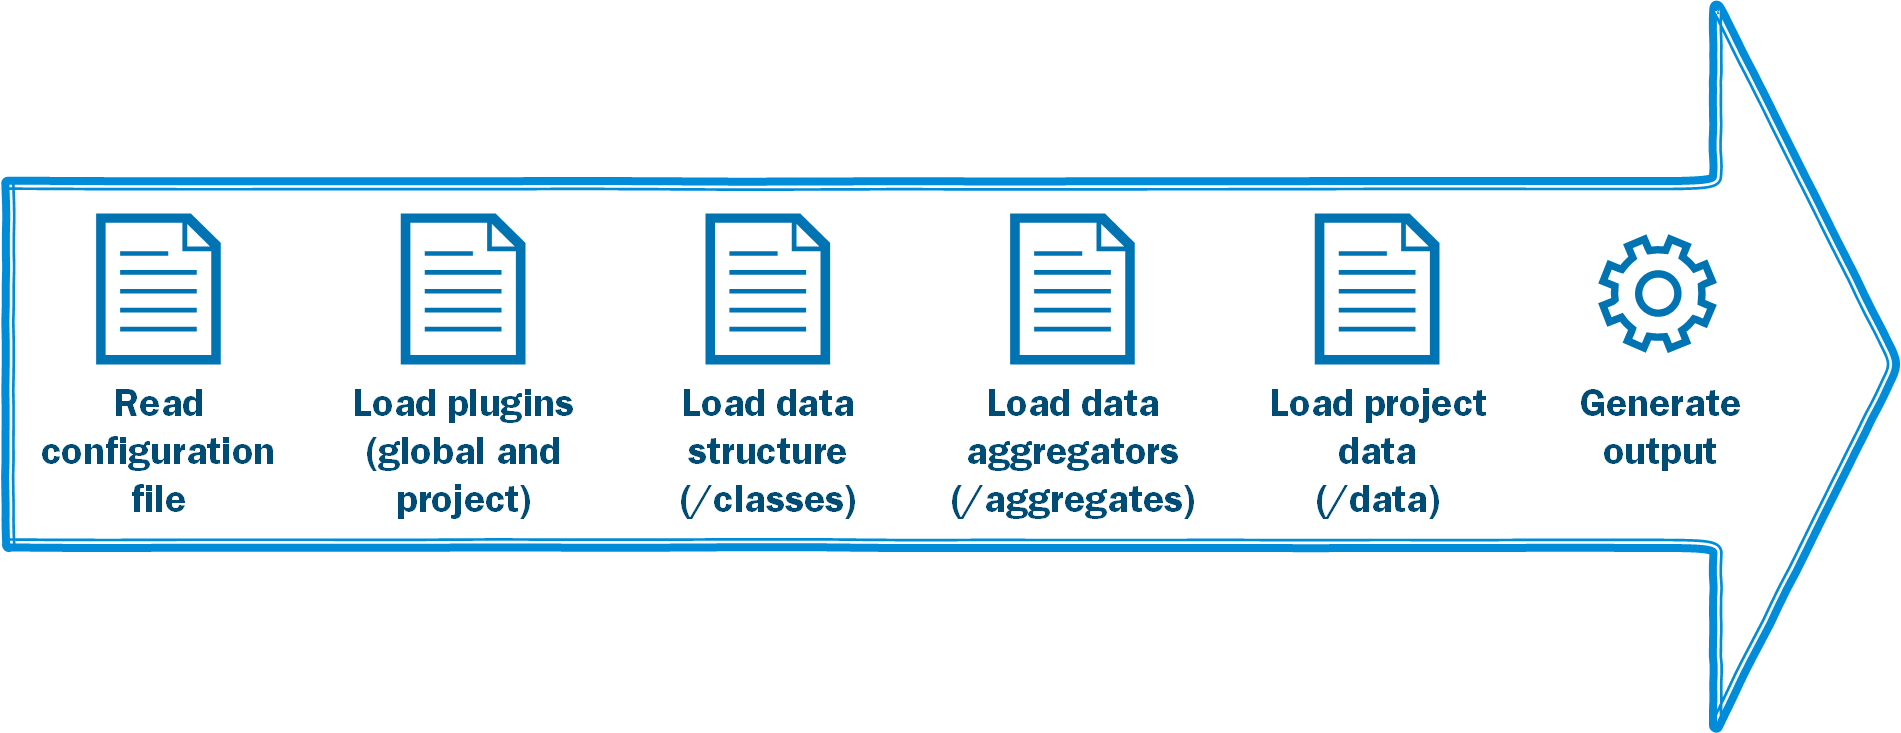 Read
configuration
file
Load plugins
(global and
project)
Load data
structure
(/classes)
Load data
aggregators
(/aggregates)
Load project
data
(/data)
Generate
output